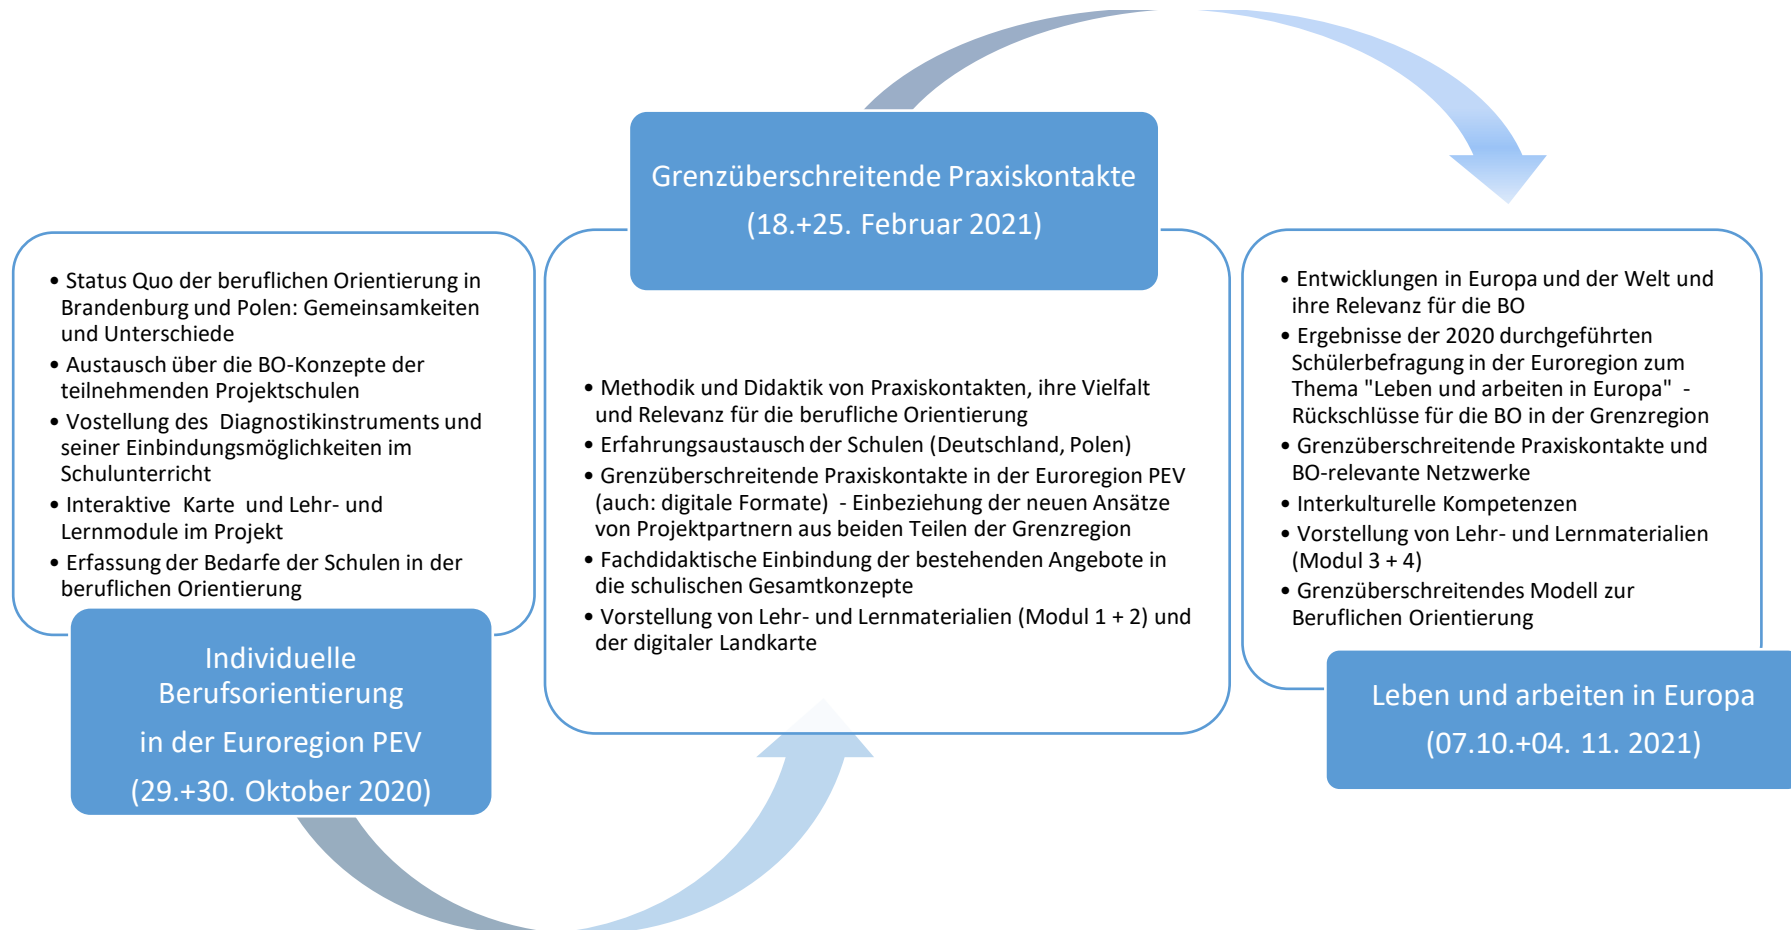 • Status Quo der beruflichen Orientierung in
Brandenburg und Polen: Gemeinsamkeiten
und Unterschiede
• Austausch über die BO-Konzepte der
teilnehmenden Projektschulen
• Vostellung des Diagnostikinstruments und
seiner Einbindungsmöglichkeiten im
Schulunterricht
• Interaktive Karte und Lehr- und
Lernmodule im Projekt
• Erfassung der Bedarfe der Schulen in der
beruflichen Orientierung
Individuelle
Berufsorientierung
in der Euroregion PEV
(29.+30. Oktober 2020)
Grenzüberschreitende Praxiskontakte
(18.+25. Februar 2021)
• Methodik und Didaktik von Praxiskontakten, ihre Vielfalt
und Relevanz für die berufliche Orientierung
• Erfahrungsaustausch der Schulen (Deutschland, Polen)
• Grenzüberschreitende Praxiskontakte in der Euroregion PEV
(auch: digitale Formate) - Einbeziehung der neuen Ansätze
von Projektpartnern aus beiden Teilen der Grenzregion
• Fachdidaktische Einbindung der bestehenden Angebote in
die schulischen Gesamtkonzepte
• Vorstellung von Lehr- und Lernmaterialien (Modul 1 + 2) und
der digitaler Landkarte
• Entwicklungen in Europa und der Welt und
ihre Relevanz für die BO
• Ergebnisse der 2020 durchgeführten
Schülerbefragung in der Euroregion zum
Thema "Leben und arbeiten in Europa" -
Rückschlüsse für die BO in der Grenzregion
• Grenzüberschreitende Praxiskontakte und
BO-relevante Netzwerke
• Interkulturelle Kompetenzen
• Vorstellung von Lehr- und Lernmaterialien
(Modul 3 + 4)
• Grenzüberschreitendes Modell zur
Beruflichen Orientierung
Leben und arbeiten in Europa
(07.10.+04. 11. 2021)